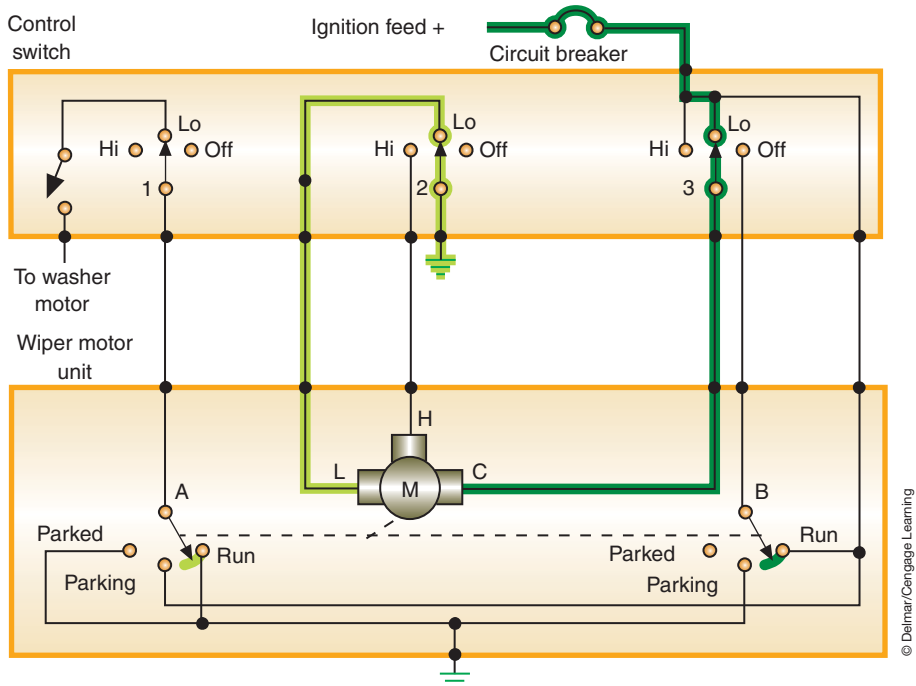 Control
switch
Ignition feed +
Circuit breaker
Hi
Lo
Off
1
Hi
Lo
Off
2
Hi
Lo
Off
3
To washer
motor
Wiper motor
unit
H
L
M
C
A
Parked
Run
Parking
B
Parked
Run
Parking
© Delmar/Cengage Learning